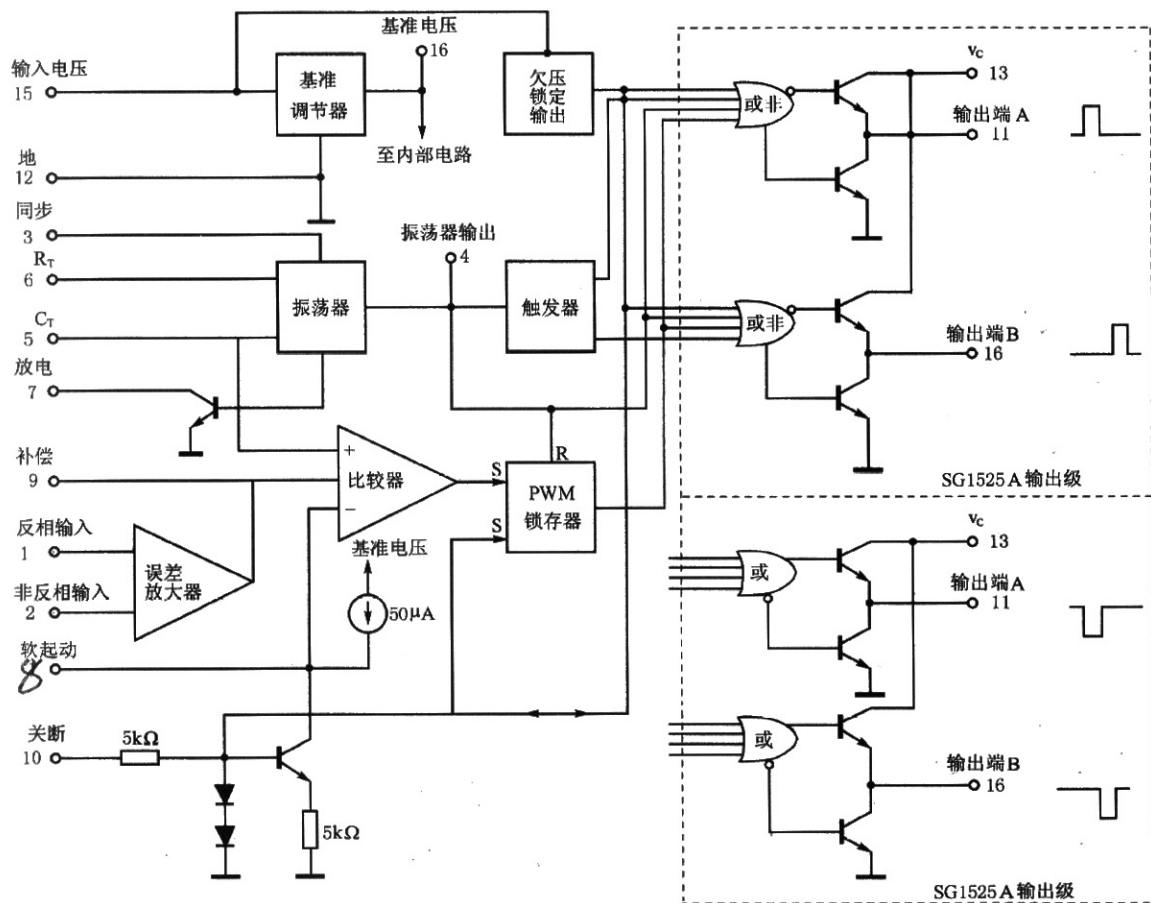 基准电压
16
输入电压
15
基准
调节器
欠压
锁定
输出
至内部电路
地
12
同步
3
R_T
6
C_T
5
放电
7
振荡器
振荡器输出
4
触发器
补偿
9
反相输入
1
非反相输入
2
误差
放大器
+
比较器
−
S
R
S
PWM
锁存器
基准电压
50μA
软起动
8
关断
10
5kΩ
5kΩ
或非
v_C
13
输出端A
11
或非
输出端B
16
SG1525A输出级
或
v_C
13
输出端A
11
或
输出端B
16
SG1525A输出级